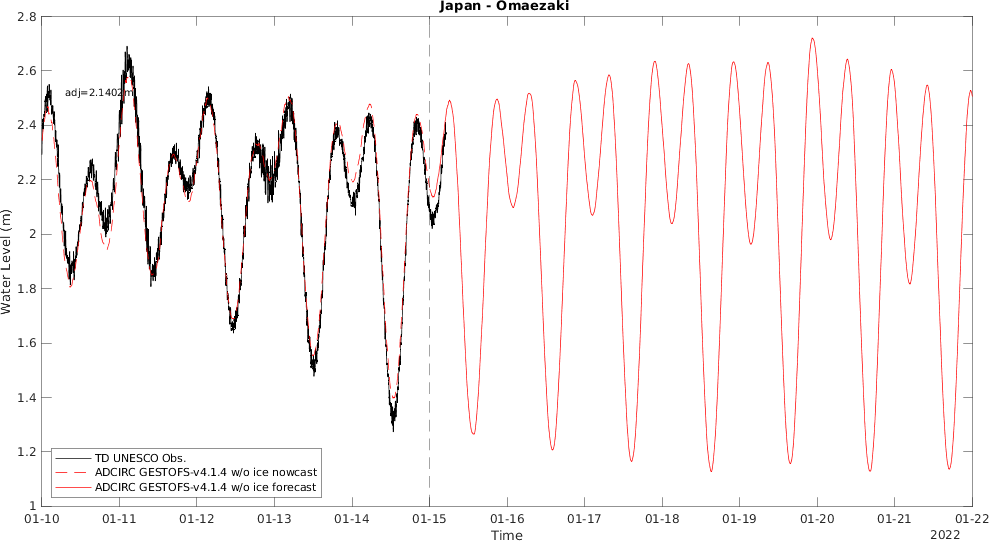 Japan - Omaezaki
2.8
2.6
2.4
2.2
2
1.8
1.6
1.4
1.2
1
Water Level (m)
adj=2.1402m
TD UNESCO Obs.
ADCIRC GESTOFS-v4.1.4 w/o ice nowcast
ADCIRC GESTOFS-v4.1.4 w/o ice forecast
01-10 01-11 01-12 01-13 01-14 01-15 01-16 01-17 01-18 01-19 01-20 01-21 01-22
Time
2022